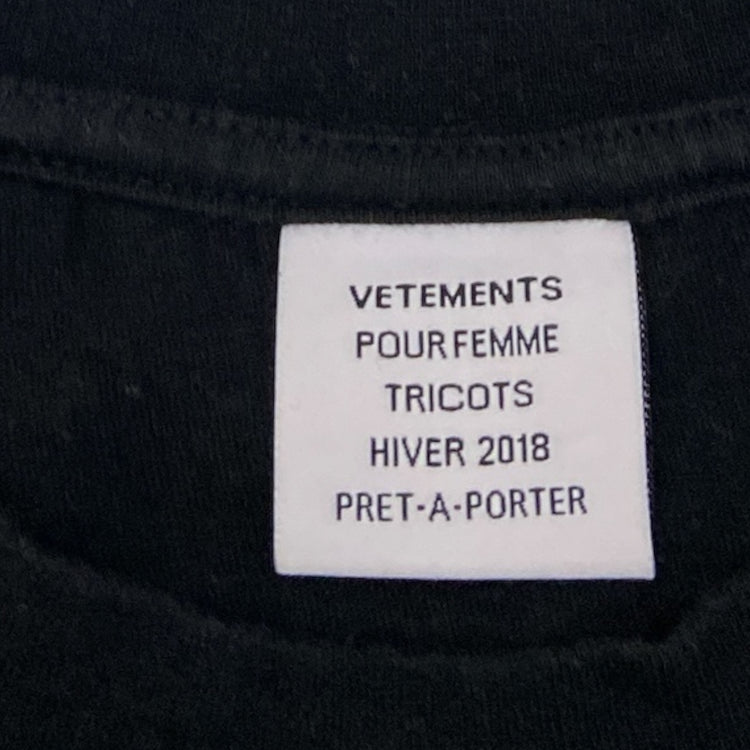 VETEMENTS
POUR FEMME
TRICOTS
HIVER 2018
PRET-A-PORTER